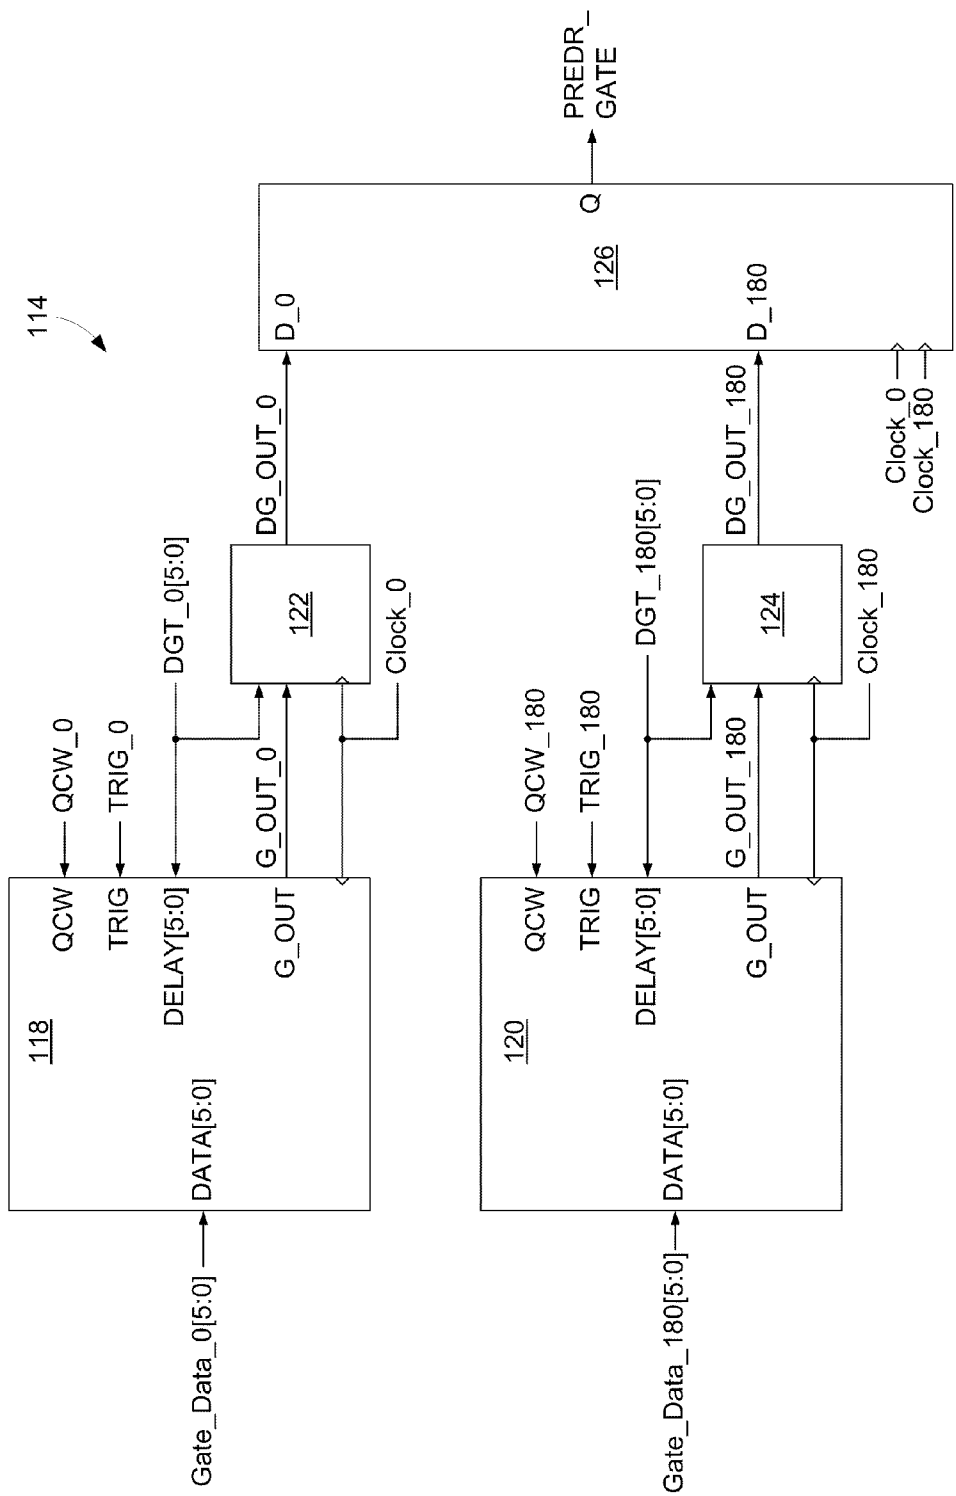 114
Gate_Data_0[5:0]
118
DATA[5:0]
QCW
TRIG
DELAY[5:0]
G_OUT
QCW_0
TRIG_0
DGT_0[5:0]
G_OUT_0
Clock_0
122
DG_OUT_0
D_0
Gate_Data_180[5:0]
120
DATA[5:0]
QCW
TRIG
DELAY[5:0]
G_OUT
QCW_180
TRIG_180
DGT_180[5:0]
G_OUT_180
Clock_180
124
DG_OUT_180
D_180
Clock_0
Clock_180
126
Q
PREDR_
GATE